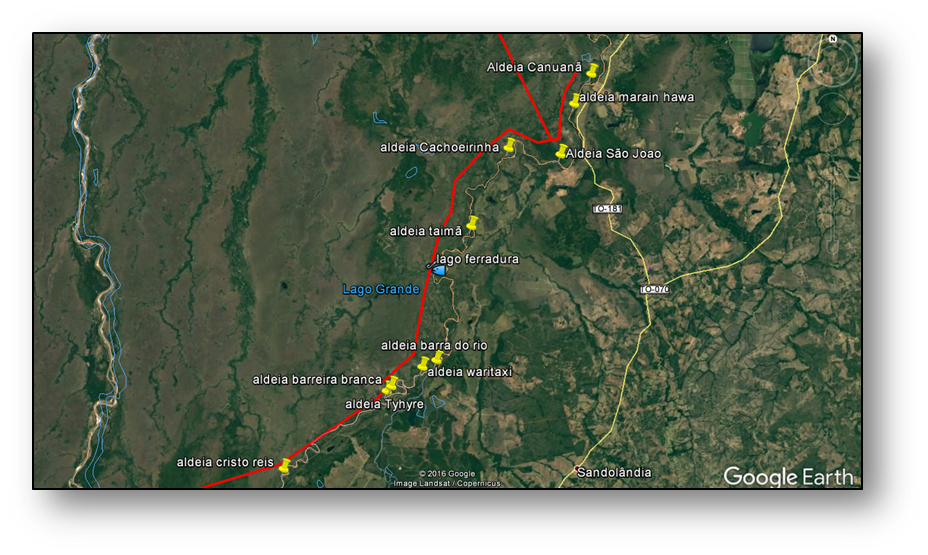 N
Aldeia Canuanã
aldeia marain hawa
aldeia Cachoeirinha
Aldeia São Joao
TO-181
aldeia taimã
lago ferradura
Lago Grande
TO-070
aldeia barra do rio
aldeia waritaxi
aldeia barreira branca
aldeia Tyhyre
aldeia cristo reis
Sandolândia
© 2016 Google
Image Landsat / Copernicus
Google Earth